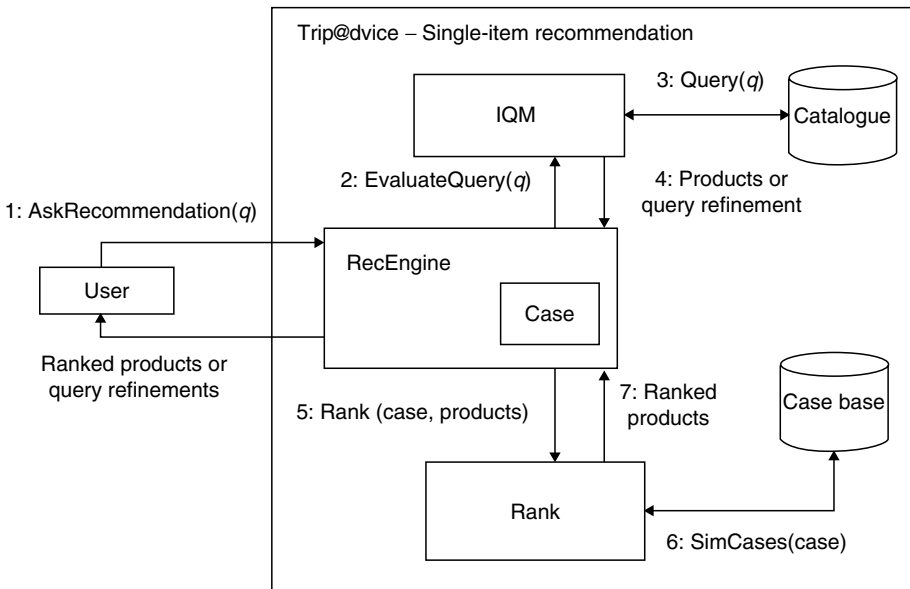 Trip@dvice – Single-item recommendation
3: Query(q)
IQM
Catalogue
2: EvaluateQuery(q)
4: Products or
query refinement
1: AskRecommendation(q)
RecEngine
User
Case
Ranked products or
query refinements
5: Rank (case, products)
7: Ranked
products
Case base
Rank
6: SimCases(case)